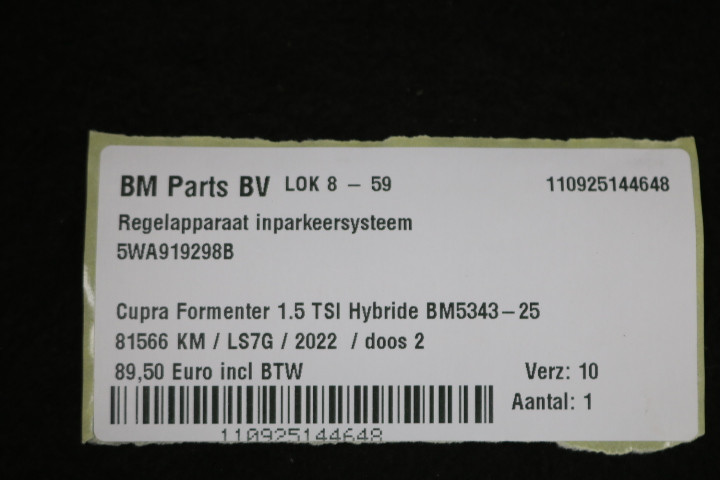 BM Parts BV LOK 8 - 59 110925144648
Regelapparaat inparkeersysteem
5WA919298B
Cupra Formenter 1.5 TSI Hybride BM5343-25
81566 KM / LS7G / 2022 / doos 2
89,50 Euro incl BTW Verz: 10
Aantal: 1
110925144648